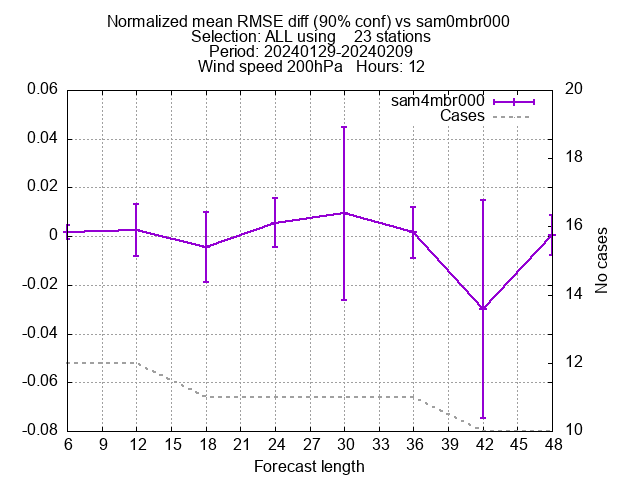 Normalized mean RMSE diff (90% conf) vs sam0mbr000
Selection: ALL using    23 stations
Period: 20240129-20240209
Wind speed 200hPa   Hours: 12
sam4mbr000
Cases
0.06
0.04
0.02
0
-0.02
-0.04
-0.06
-0.08
20
18
16
14
12
10
No cases
6 9 12 15 18 21 24 27 30 33 36 39 42 45 48
Forecast length